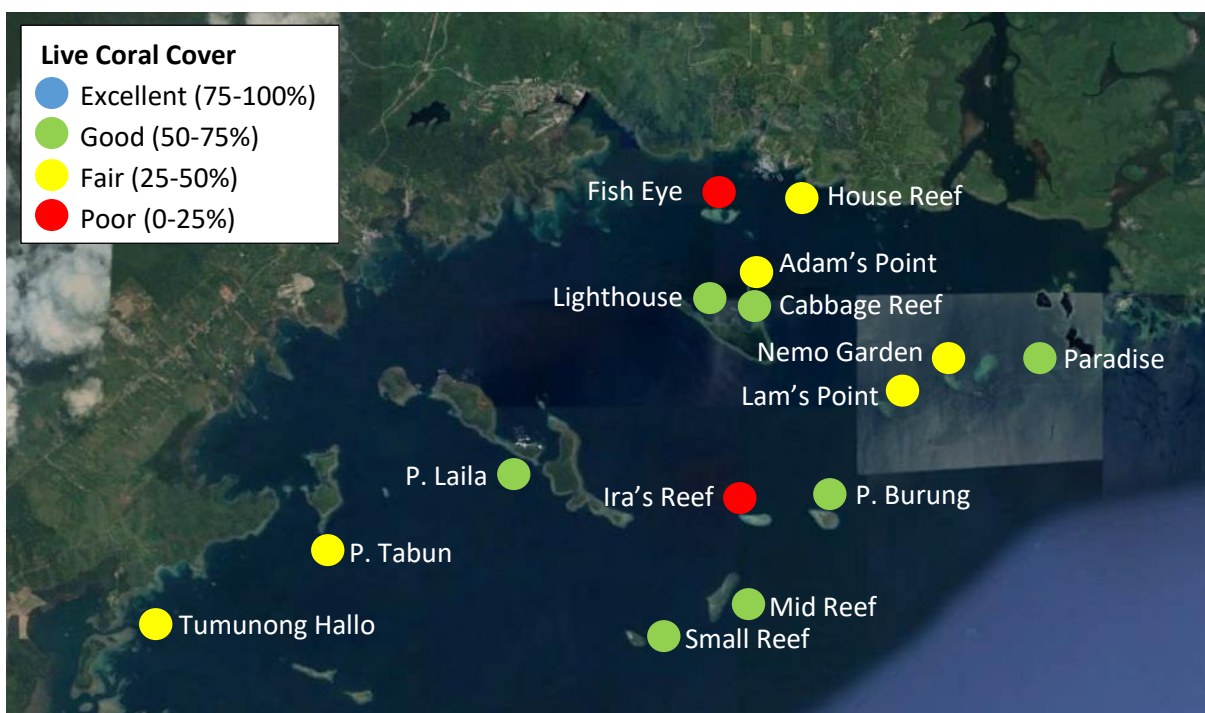 Live Coral Cover
Excellent (75-100%)
Good (50-75%)
Fair (25-50%)
Poor (0-25%)
Fish Eye
House Reef
Adam's Point
Lighthouse
Cabbage Reef
Nemo Garden
Paradise
Lam's Point
P. Laila
Ira's Reef
P. Burung
P. Tabun
Mid Reef
Tumunong Hallo
Small Reef